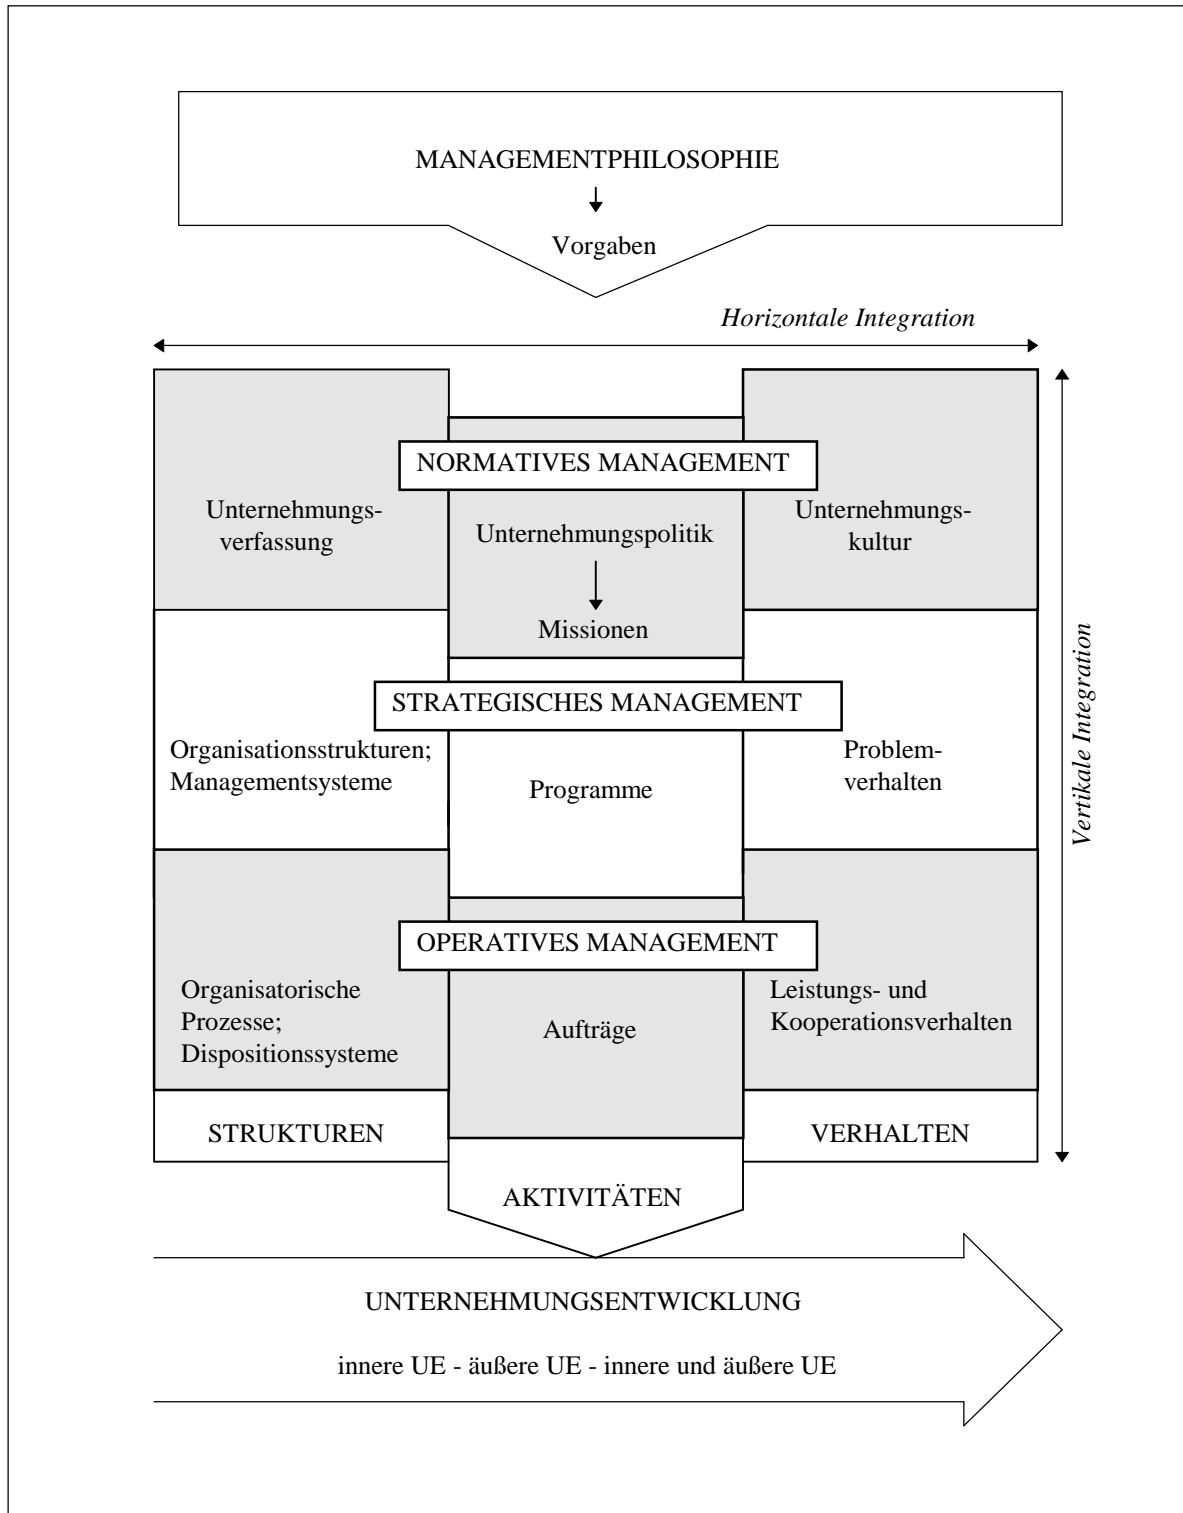 MANAGEMENTPHILOSOPHIE
Vorgaben
Horizontale Integration
NORMATIVES MANAGEMENT
Unternehmungs-
verfassung
Unternehmungspolitik
Missionen
Unternehmungs-
kultur
STRATEGISCHES MANAGEMENT
Organisationsstrukturen;
Managementsysteme
Programme
Problem-
verhalten
Vertikale Integration
OPERATIVES MANAGEMENT
Organisatorische
Prozesse;
Dispositionssysteme
Aufträge
Leistungs- und
Kooperationsverhalten
STRUKTUREN
AKTIVITÄTEN
VERHALTEN
UNTERNEHMUNGSENTWICKLUNG
innere UE - äußere UE - innere und äußere UE